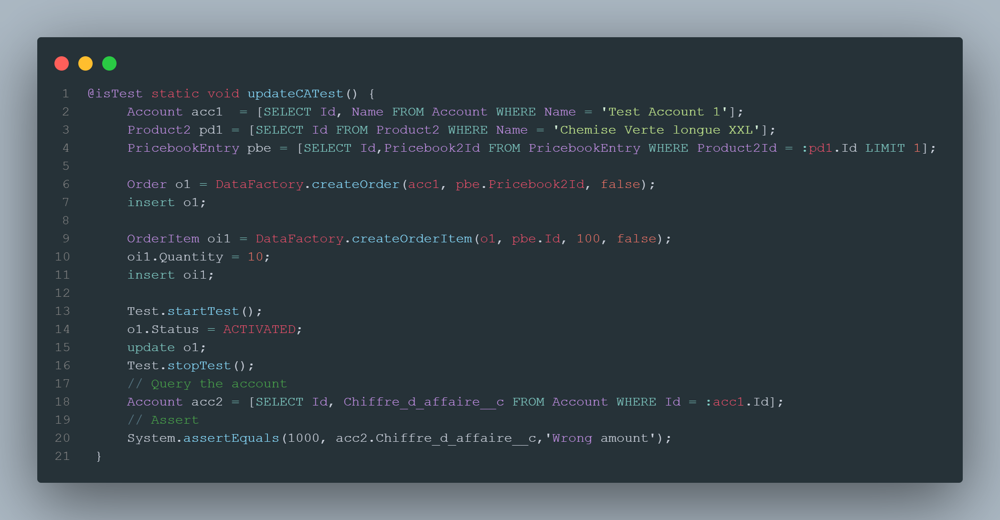 1 @isTest static void updateCATest() {
2 Account acc1  = [SELECT Id, Name FROM Account WHERE Name = 'Test Account 1'];
3 Product2 pd1 = [SELECT Id FROM Product2 WHERE Name = 'Chemise Verte longue XXL'];
4 PricebookEntry pbe = [SELECT Id,Pricebook2Id FROM PricebookEntry WHERE Product2Id = :pd1.Id LIMIT 1];
5
6 Order o1 = DataFactory.createOrder(acc1, pbe.Pricebook2Id, false);
7 insert o1;
8
9 OrderItem oi1 = DataFactory.createOrderItem(o1, pbe.Id, 100, false);
10 oi1.Quantity = 10;
11 insert oi1;
12
13 Test.startTest();
14 o1.Status = ACTIVATED;
15 update o1;
16 Test.stopTest();
17 // Query the account
18 Account acc2 = [SELECT Id, Chiffre_d_affaire__c FROM Account WHERE Id = :acc1.Id];
19 // Assert
20 System.assertEquals(1000, acc2.Chiffre_d_affaire__c,'Wrong amount');
21 }